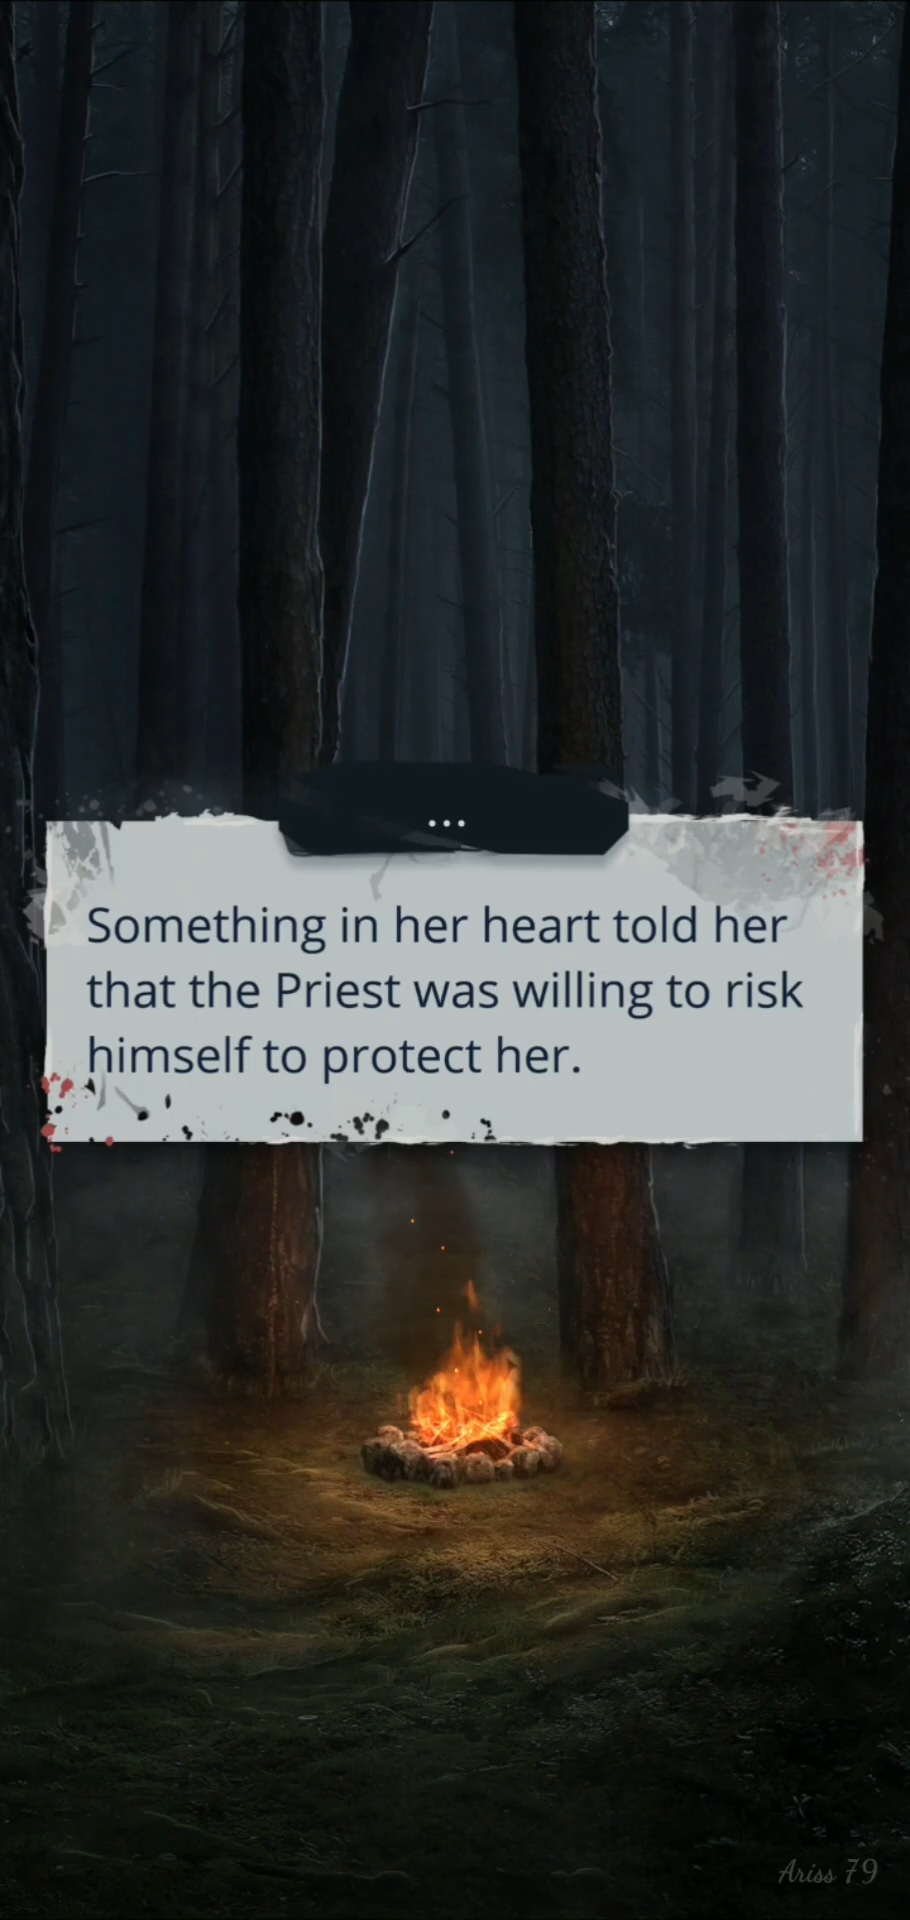 ...
Something in her heart told her
that the Priest was willing to risk
himself to protect her.
Ariss 79